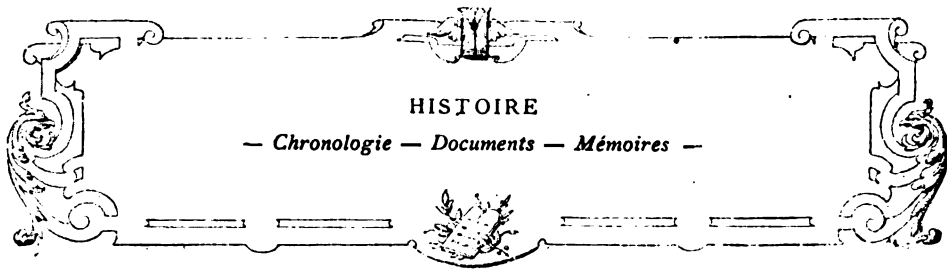 HISTOIRE
— Chronologie — Documents — Mémoires —